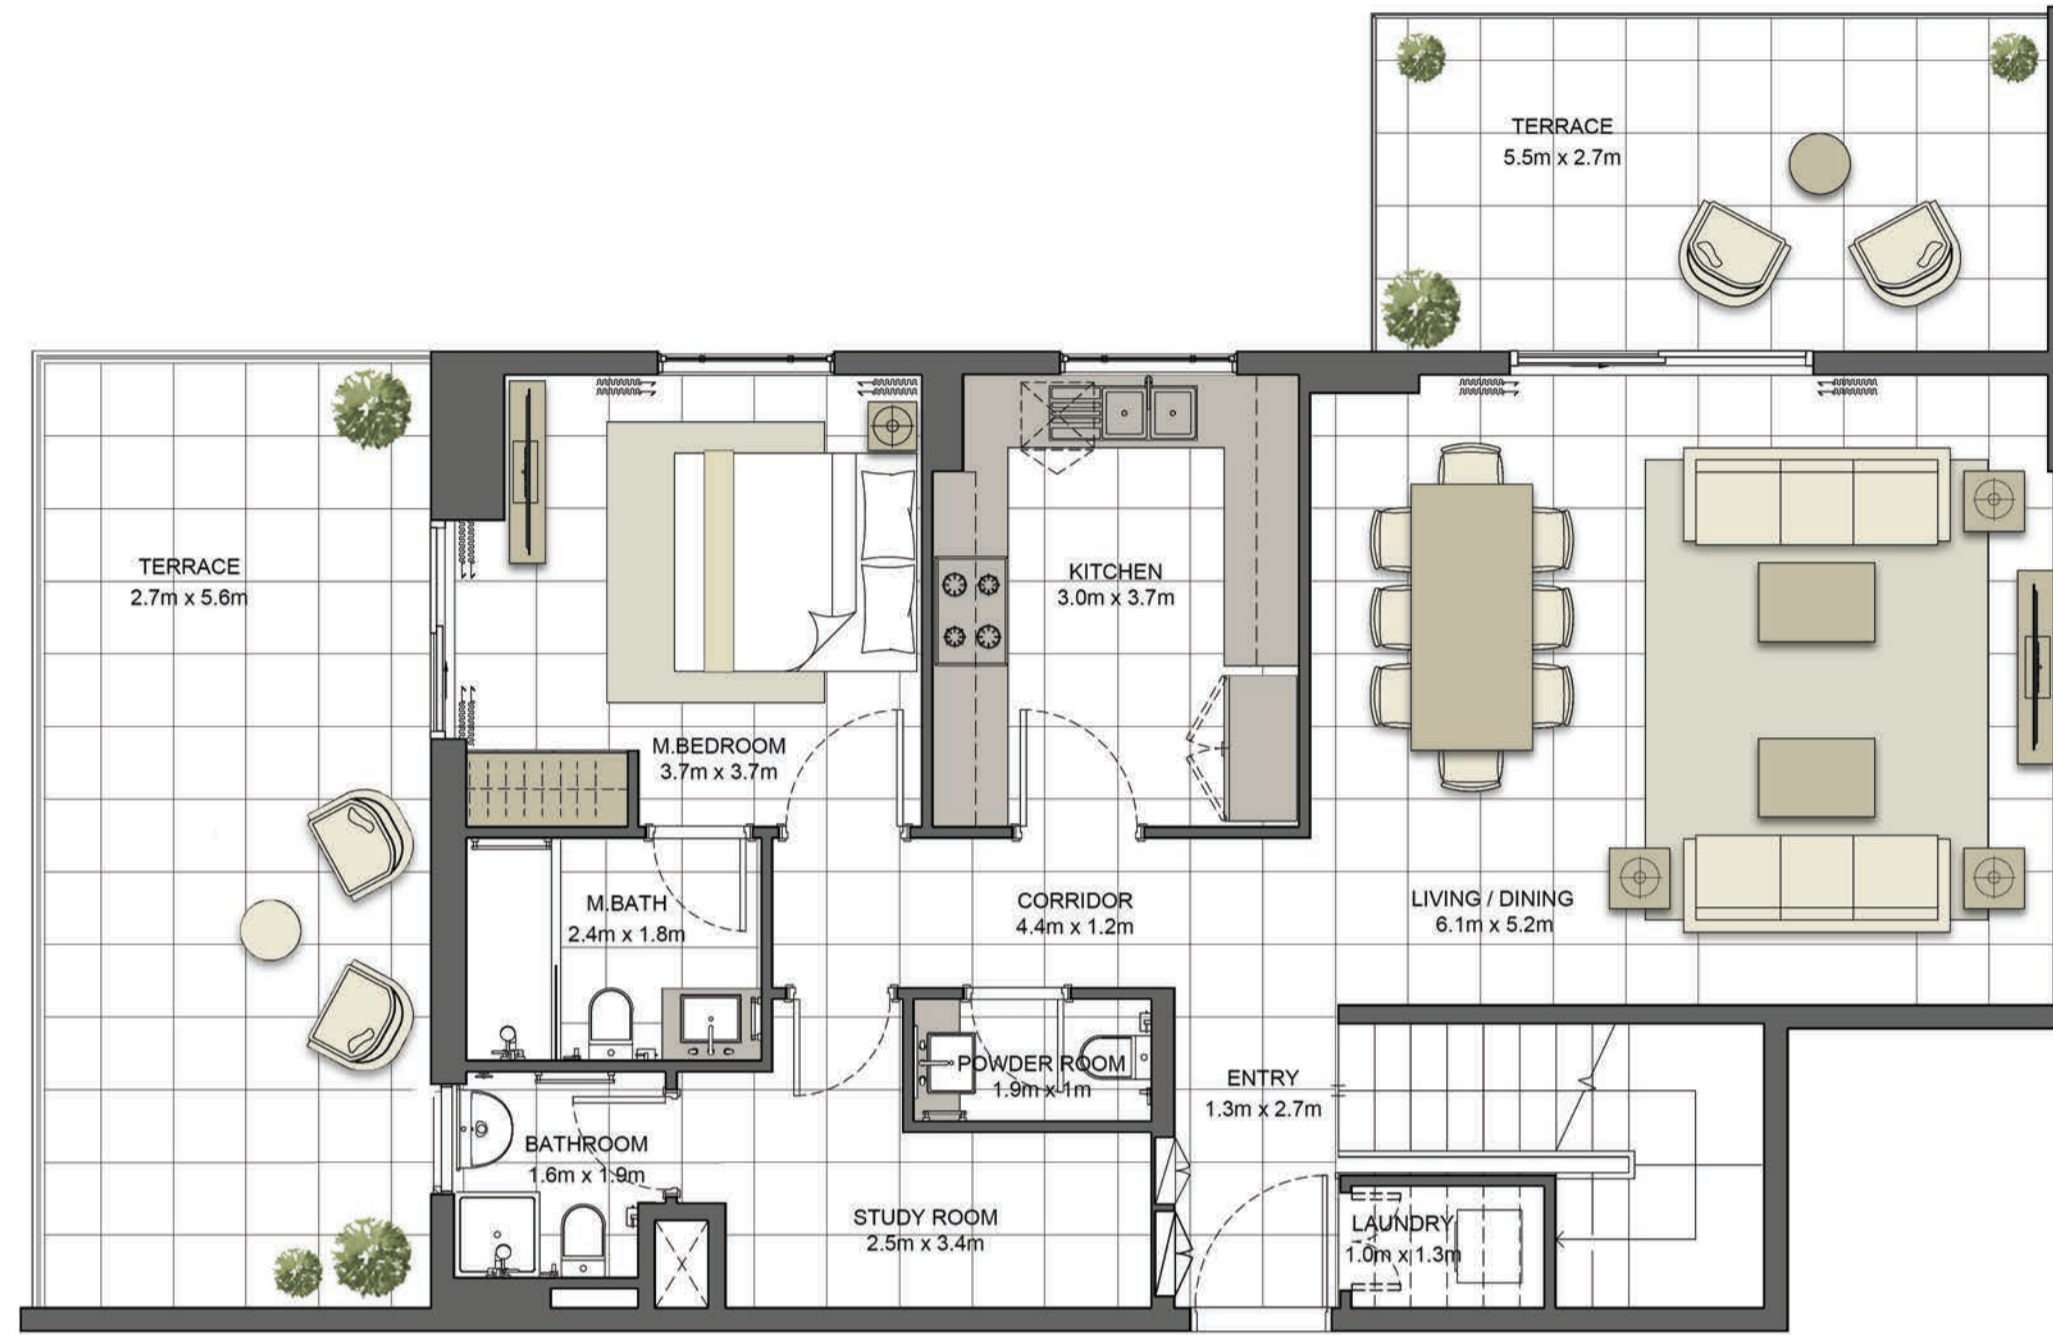 TERRACE
5.5m x 2.7m
TERRACE
2.7m x 5.6m
KITCHEN
3.0m x 3.7m
M.BEDROOM
3.7m x 3.7m
M.BATH
2.4m x 1.8m
CORRIDOR
4.4m x 1.2m
LIVING / DINING
6.1m x 5.2m
POWDER ROOM
1.9m x 1m
ENTRY
1.3m x 2.7m
BATHROOM
1.6m x 1.9m
STUDY ROOM
2.5m x 3.4m
LAUNDRY
1.0m x 1.3m